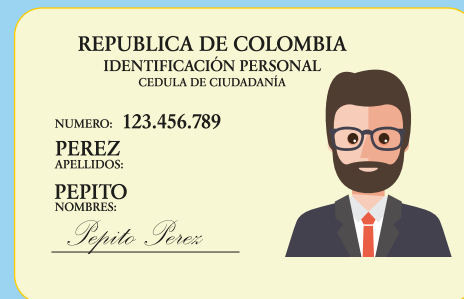 REPUBLICA DE COLOMBIA
IDENTIFICACIÓN PERSONAL
CEDULA DE CIUDADANÍA
NUMERO: 123.456.789
PEREZ
APELLIDOS:
PEPITO
NOMBRES:
Pepito Perez